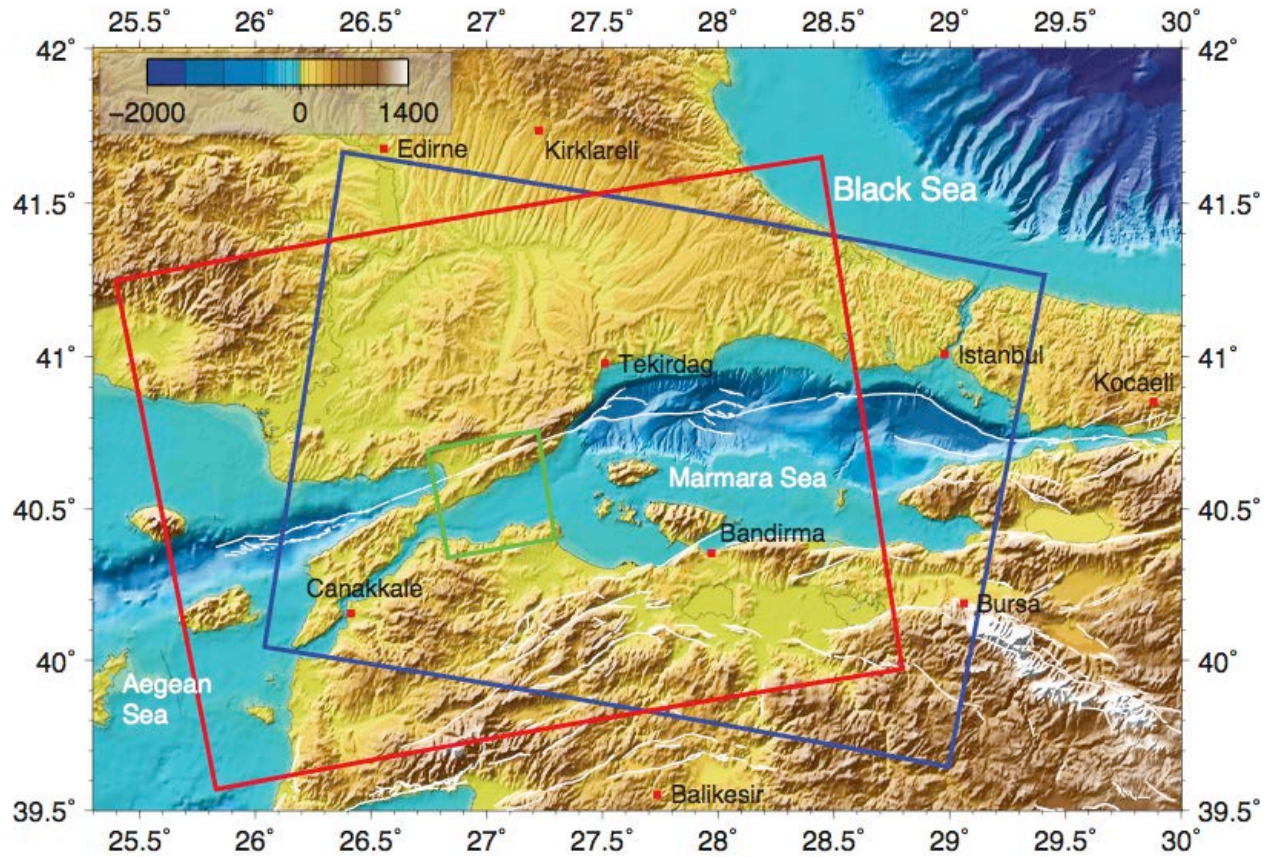 25.5˚ 26˚ 26.5˚ 27˚ 27.5˚ 28˚ 28.5˚ 29˚ 29.5˚ 30˚
42˚ 42˚
−2000 0 1400
Edirne
Kirklareli
Black Sea
41.5˚ 41.5˚
41˚ 41˚
Tekirdag
Istanbul
Kocaeli
Marmara Sea
40.5˚ 40.5˚
Bandirma
Canakkale
Bursa
40˚ 40˚
Aegean
Sea
Balikesir
39.5˚ 39.5˚
25.5˚ 26˚ 26.5˚ 27˚ 27.5˚ 28˚ 28.5˚ 29˚ 29.5˚ 30˚